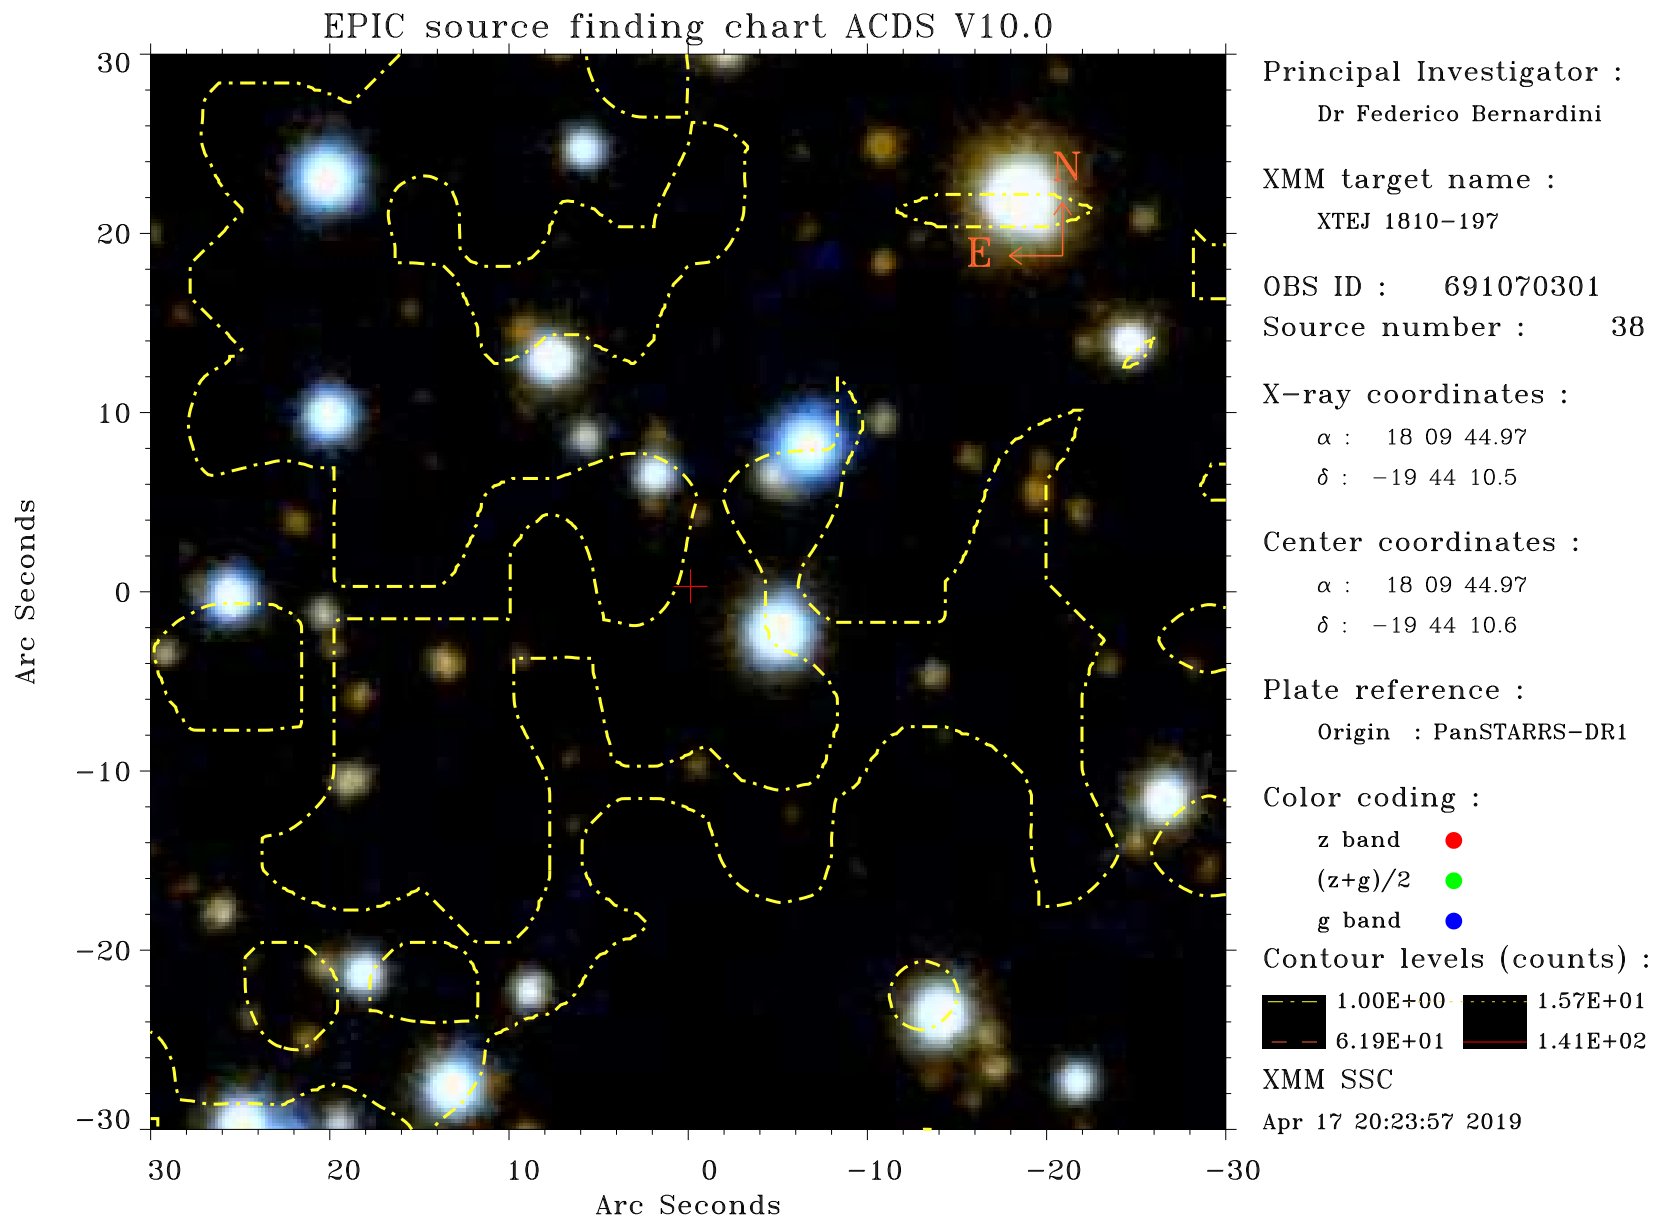 EPIC source finding chart ACDS V10.0
30
20
10
0
−10
−20
−30
Arc Seconds
30
20
10
0
−10
−20
−30
Arc Seconds
N
E
Principal Investigator :
Dr Federico Bernardini
XMM target name :
XTEJ 1810−197
OBS ID : 691070301
Source number : 38
X−ray coordinates :
α : 18 09 44.97
δ : −19 44 10.5
Center coordinates :
α : 18 09 44.97
δ : −19 44 10.6
Plate reference :
Origin : PanSTARRS−DR1
Color coding :
z band
(z+g)/2
g band
Contour levels (counts) :
1.00E+00 1.57E+01
6.19E+01 1.41E+02
XMM SSC
Apr 17 20:23:57 2019